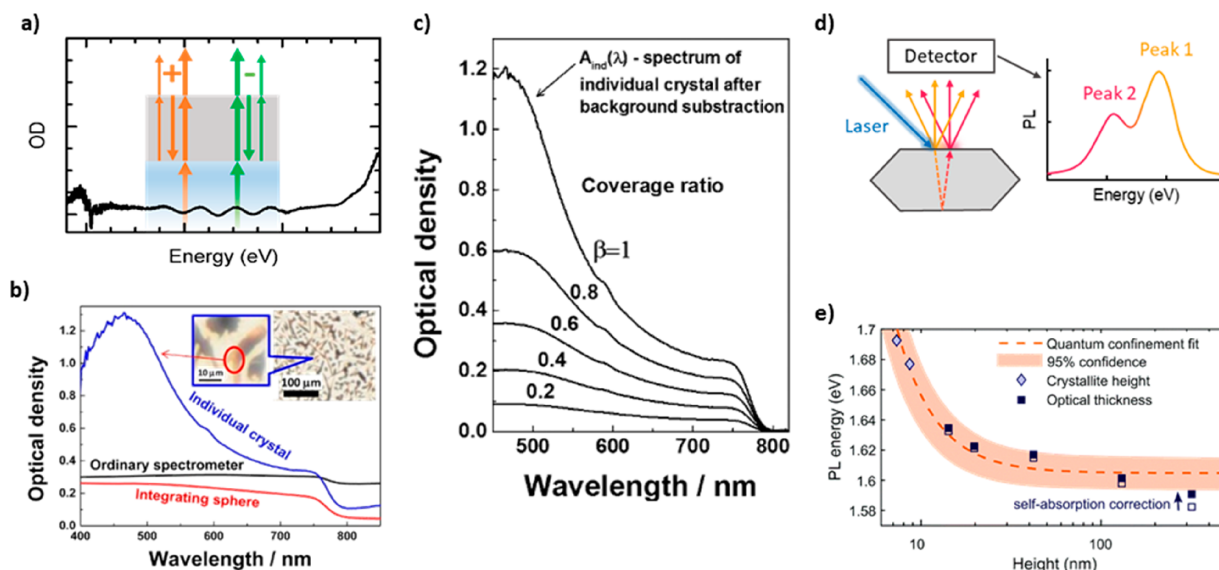 a)
+
-
OD
Energy (eV)
b)
1.2
1.0
0.8
0.6
0.4
0.2
0.0
Optical density
10 μm
100 μm
Individual crystal
Ordinary spectrometer
Integrating sphere
400
500
600
700
800
Wavelength / nm
c)
1.2
1.0
0.8
0.6
0.4
0.2
0.0
Optical density
A_ind(λ) - spectrum of
individual crystal after
background substraction
Coverage ratio
β=1
0.8
0.6
0.4
0.2
500
600
700
800
Wavelength / nm
d)
Detector
Laser
PL
Peak 1
Peak 2
Energy (eV)
e)
1.7
1.68
1.66
1.64
1.62
1.6
1.58
PL energy (eV)
Quantum confinement fit
95% confidence
Crystallite height
Optical thickness
self-absorption correction
10
100
Height (nm)